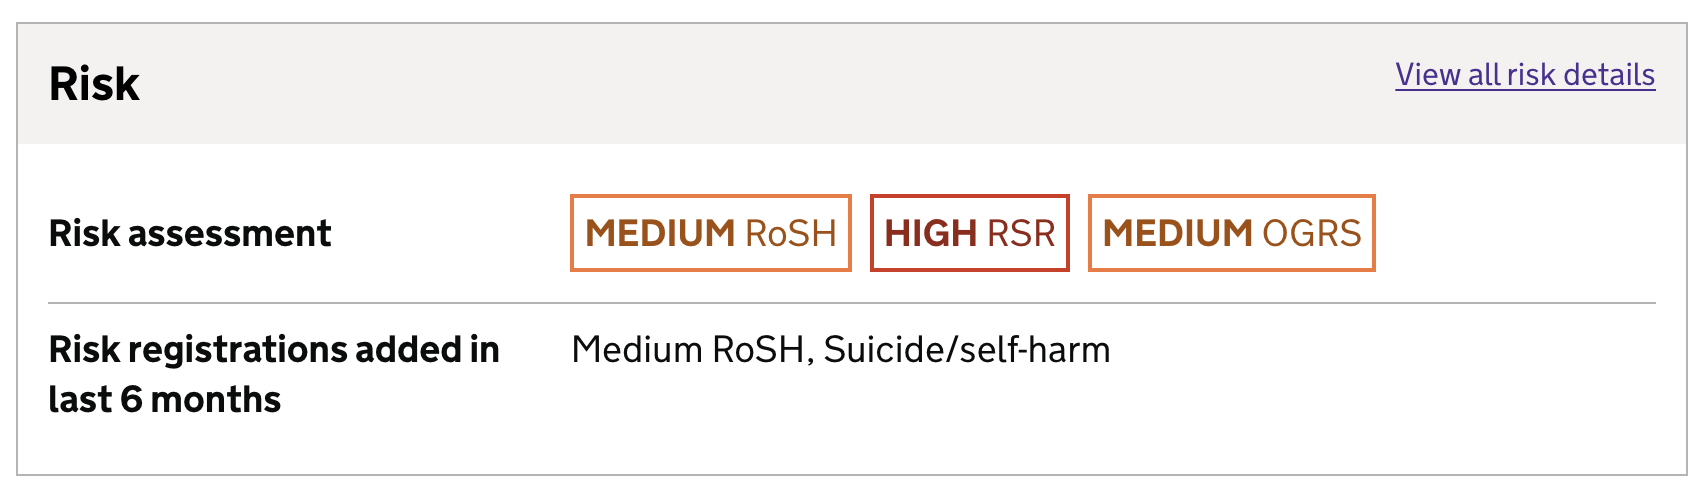 Risk
View all risk details
Risk assessment
MEDIUM RoSH
HIGH RSR
MEDIUM OGRS
Risk registrations added in
last 6 months
Medium RoSH, Suicide/self-harm